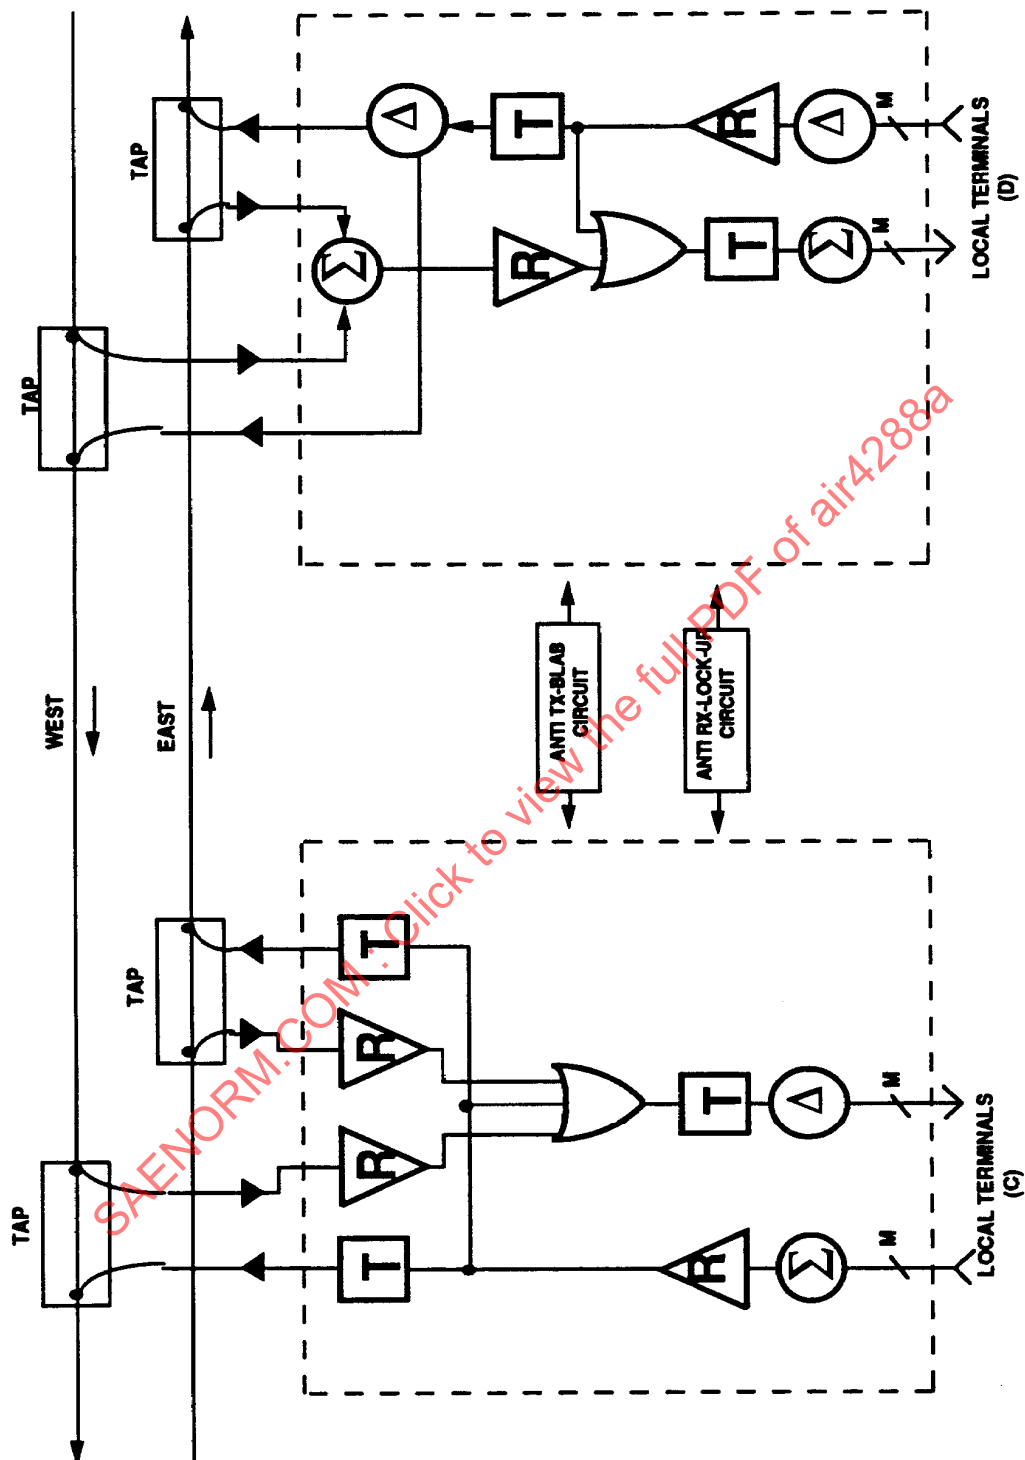 TAP
TAP
WEST
EAST
TAP
TAP
Δ
T
R
Δ
M
LOCAL TERMINALS
(D)
Σ
R
T
Σ
M
ANTI TX-BLAB
CIRCUIT
ANTI RX-LOCK-UP
CIRCUIT
T
R
R
T
T
Δ
M
R
Σ
M
LOCAL TERMINALS
(C)
SAENORM.COM : Click to view the full PDF of air4288a